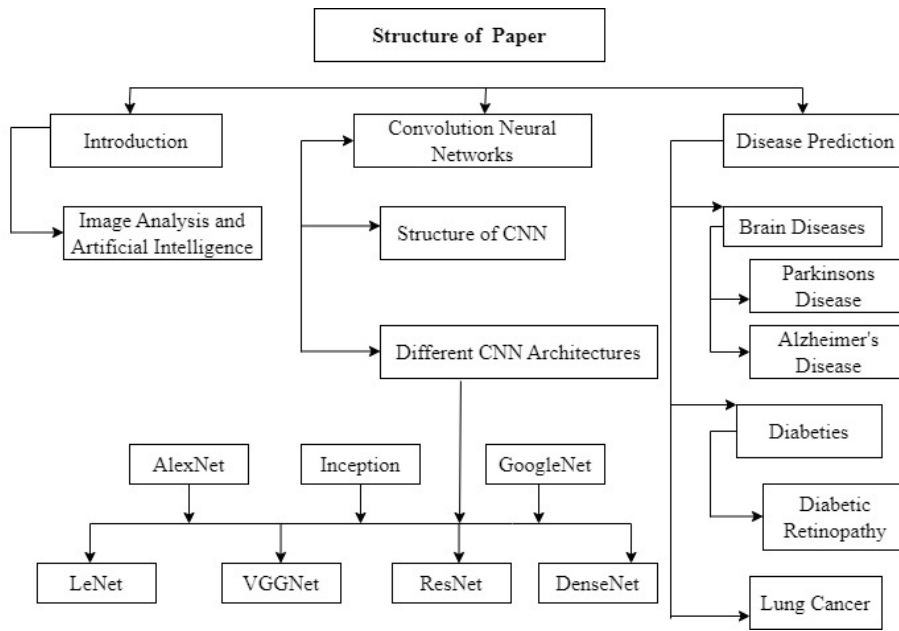 Structure of Paper
Introduction
Convolution Neural
Networks
Disease Prediction
Image Analysis and
Artificial Intelligence
Structure of CNN
Brain Diseases
Parkinsons
Disease
Different CNN Architectures
Alzheimer's
Disease
Diabeties
AlexNet
Inception
GoogleNet
Diabetic
Retinopathy
LeNet
VGGNet
ResNet
DenseNet
Lung Cancer